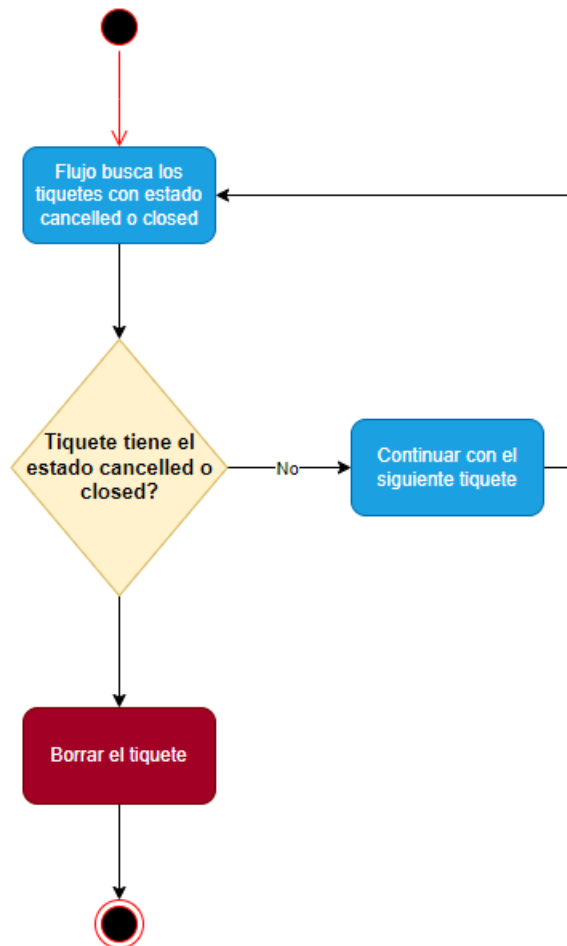 Flujo busca los
tiquetes con estado
cancelled o closed
Tiquete tiene el
estado cancelled o
closed?
No
Continuar con el
siguiente tiquete
Borrar el tiquete